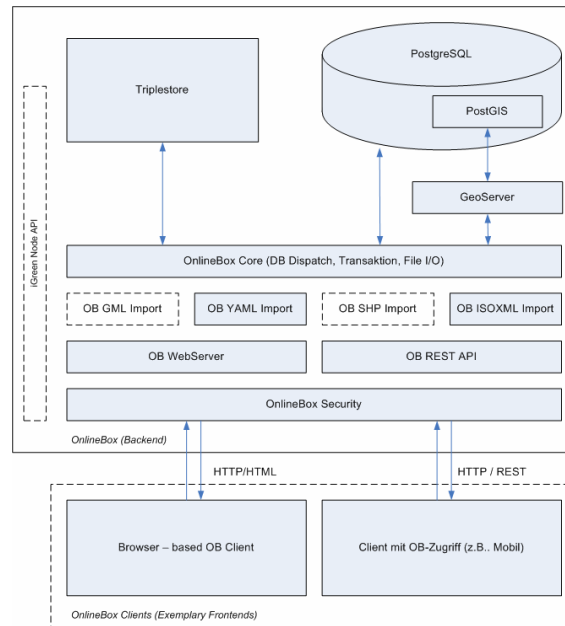 PostgreSQL
Triplestore
PostGIS
GeoServer
iGreen Node API
OnlineBox Core (DB Dispatch, Transaktion, File I/O)
OB GML Import
OB YAML Import
OB SHP Import
OB ISOXML Import
OB WebServer
OB REST API
OnlineBox Security
OnlineBox (Backend)
HTTP/HTML
HTTP / REST
Browser – based OB Client
Client mit OB-Zugriff (z.B.. Mobil)
OnlineBox Clients (Exemplary Frontends)